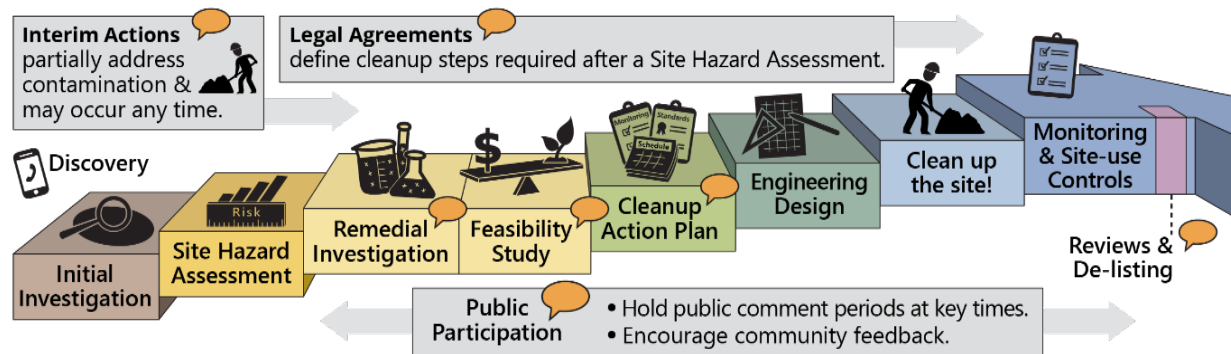 Interim Actions
partially address
contamination &
may occur any time.
Legal Agreements
define cleanup steps required after a Site Hazard Assessment.
Discovery
Initial
Investigation
Risk
Site Hazard
Assessment
Remedial
Investigation
$
Feasibility
Study
Monitoring
Standards
Schedule
Cleanup
Action Plan
Engineering
Design
Clean up
the site!
Monitoring
& Site-use
Controls
Reviews &
De-listing
Public
Participation
• Hold public comment periods at key times.
• Encourage community feedback.